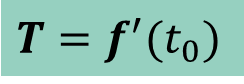 T = f′(t₀)